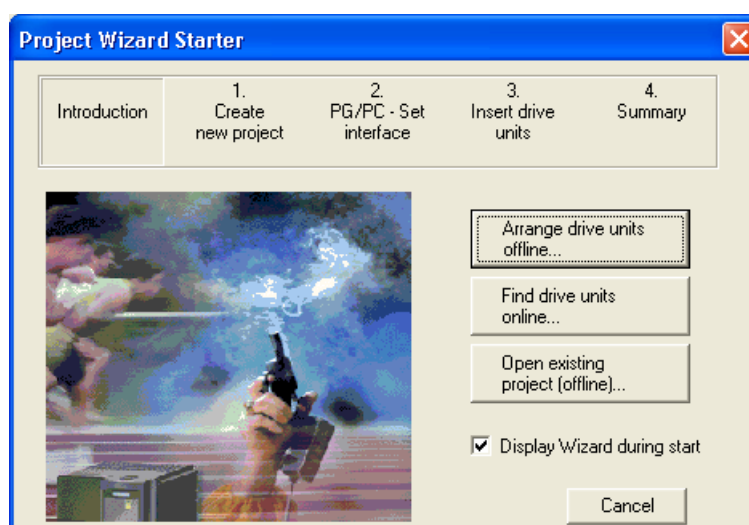 Project Wizard Starter
Introduction
1.
Create
new project
2.
PG/PC - Set
interface
3.
Insert drive
units
4.
Summary
Arrange drive units
offline...
Find drive units
online...
Open existing
project (offline)...
Display Wizard during start
Cancel